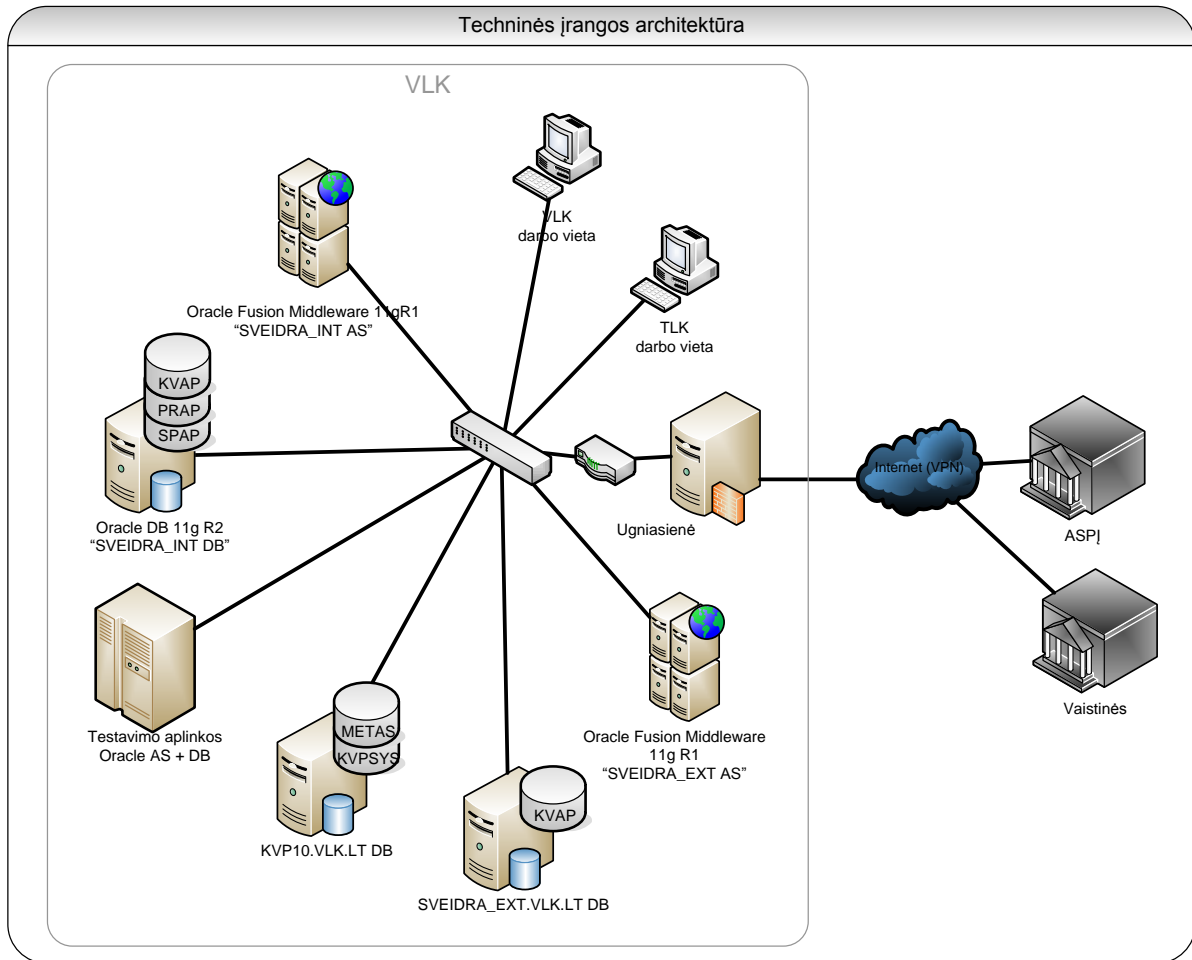 Techninės įrangos architektūra
VLK
VLK
darbo vieta
TLK
darbo vieta
Oracle Fusion Middleware 11gR1
“SVEIDRA_INT AS”
KVAP
PRAP
SPAP
Oracle DB 11g R2
“SVEIDRA_INT DB”
Ugniasienė
Internet (VPN)
ASPĮ
Vaistinės
Testavimo aplinkos
Oracle AS + DB
METAS
KVPSYS
KVP10.VLK.LT DB
KVAP
SVEIDRA_EXT.VLK.LT DB
Oracle Fusion Middleware
11g R1
“SVEIDRA_EXT AS”